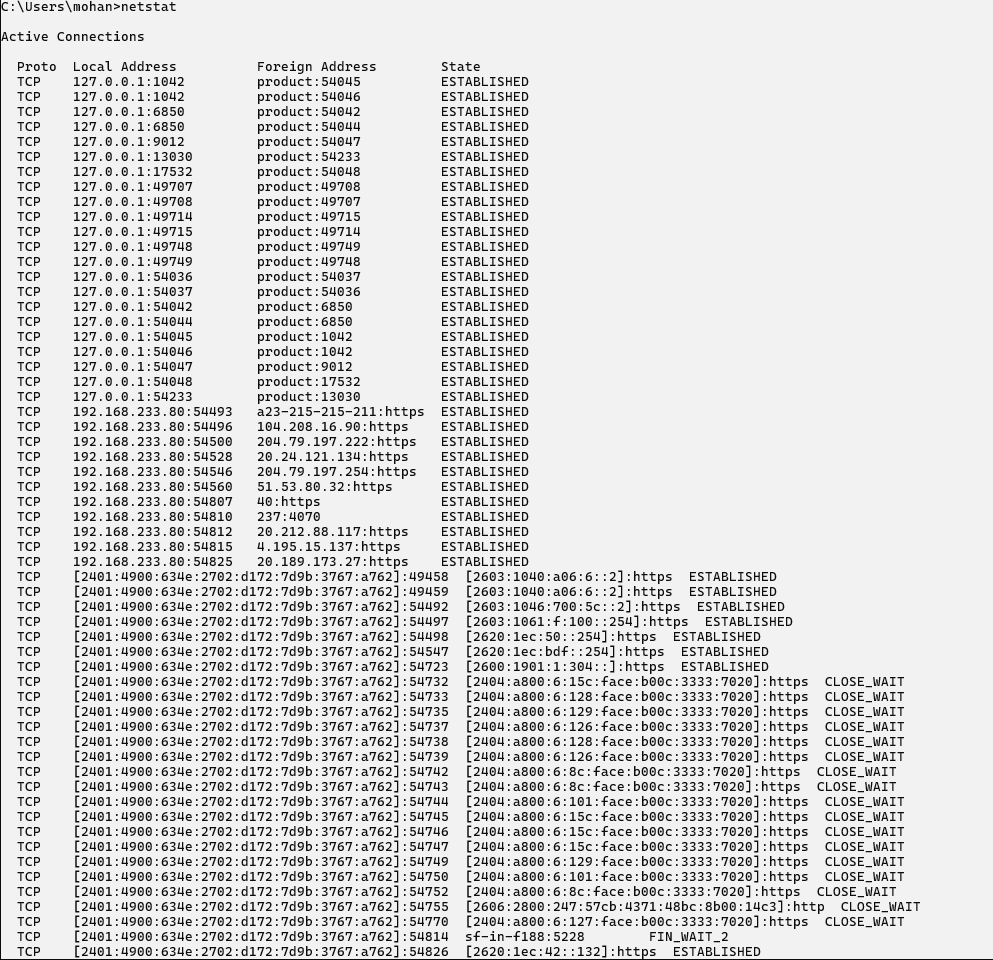 C:\Users\mohan>netstat
Active Connections
Proto  Local Address          Foreign Address        State
TCP    127.0.0.1:1042         product:54045          ESTABLISHED
TCP    127.0.0.1:1042         product:54046          ESTABLISHED
TCP    127.0.0.1:6850         product:54042          ESTABLISHED
TCP    127.0.0.1:6850         product:54044          ESTABLISHED
TCP    127.0.0.1:9012         product:54047          ESTABLISHED
TCP    127.0.0.1:13030        product:54233          ESTABLISHED
TCP    127.0.0.1:17532        product:54048          ESTABLISHED
TCP    127.0.0.1:49707        product:49708          ESTABLISHED
TCP    127.0.0.1:49708        product:49707          ESTABLISHED
TCP    127.0.0.1:49714        product:49715          ESTABLISHED
TCP    127.0.0.1:49715        product:49714          ESTABLISHED
TCP    127.0.0.1:49748        product:49749          ESTABLISHED
TCP    127.0.0.1:49749        product:49748          ESTABLISHED
TCP    127.0.0.1:54036        product:54037          ESTABLISHED
TCP    127.0.0.1:54037        product:54036          ESTABLISHED
TCP    127.0.0.1:54042        product:6850           ESTABLISHED
TCP    127.0.0.1:54044        product:6850           ESTABLISHED
TCP    127.0.0.1:54045        product:1042           ESTABLISHED
TCP    127.0.0.1:54046        product:1042           ESTABLISHED
TCP    127.0.0.1:54047        product:9012           ESTABLISHED
TCP    127.0.0.1:54048        product:17532          ESTABLISHED
TCP    127.0.0.1:54233        product:13030          ESTABLISHED
TCP    192.168.233.80:54493   a23-215-215-211:https  ESTABLISHED
TCP    192.168.233.80:54496   104.208.16.90:https    ESTABLISHED
TCP    192.168.233.80:54500   204.79.197.222:https   ESTABLISHED
TCP    192.168.233.80:54528   20.24.121.134:https    ESTABLISHED
TCP    192.168.233.80:54546   204.79.197.254:https   ESTABLISHED
TCP    192.168.233.80:54560   51.53.80.32:https      ESTABLISHED
TCP    192.168.233.80:54807   40:https               ESTABLISHED
TCP    192.168.233.80:54810   237:4070               ESTABLISHED
TCP    192.168.233.80:54812   20.212.88.117:https    ESTABLISHED
TCP    192.168.233.80:54815   4.195.15.137:https     ESTABLISHED
TCP    192.168.233.80:54825   20.189.173.27:https    ESTABLISHED
TCP    [2401:4900:634e:2702:d172:7d9b:3767:a762]:49458  [2603:1040:a06:6::2]:https  ESTABLISHED
TCP    [2401:4900:634e:2702:d172:7d9b:3767:a762]:49459  [2603:1040:a06:6::2]:https  ESTABLISHED
TCP    [2401:4900:634e:2702:d172:7d9b:3767:a762]:54492  [2603:1046:700:5c::2]:https  ESTABLISHED
TCP    [2401:4900:634e:2702:d172:7d9b:3767:a762]:54497  [2603:1061:f:100::254]:https  ESTABLISHED
TCP    [2401:4900:634e:2702:d172:7d9b:3767:a762]:54498  [2620:1ec:50::254]:https  ESTABLISHED
TCP    [2401:4900:634e:2702:d172:7d9b:3767:a762]:54547  [2620:1ec:bdf::254]:https  ESTABLISHED
TCP    [2401:4900:634e:2702:d172:7d9b:3767:a762]:54723  [2600:1901:1:304::]:https  ESTABLISHED
TCP    [2401:4900:634e:2702:d172:7d9b:3767:a762]:54732  [2404:a800:6:15c:face:b00c:3333:7020]:https  CLOSE_WAIT
TCP    [2401:4900:634e:2702:d172:7d9b:3767:a762]:54733  [2404:a800:6:128:face:b00c:3333:7020]:https  CLOSE_WAIT
TCP    [2401:4900:634e:2702:d172:7d9b:3767:a762]:54735  [2404:a800:6:129:face:b00c:3333:7020]:https  CLOSE_WAIT
TCP    [2401:4900:634e:2702:d172:7d9b:3767:a762]:54737  [2404:a800:6:126:face:b00c:3333:7020]:https  CLOSE_WAIT
TCP    [2401:4900:634e:2702:d172:7d9b:3767:a762]:54738  [2404:a800:6:128:face:b00c:3333:7020]:https  CLOSE_WAIT
TCP    [2401:4900:634e:2702:d172:7d9b:3767:a762]:54739  [2404:a800:6:126:face:b00c:3333:7020]:https  CLOSE_WAIT
TCP    [2401:4900:634e:2702:d172:7d9b:3767:a762]:54742  [2404:a800:6:8c:face:b00c:3333:7020]:https  CLOSE_WAIT
TCP    [2401:4900:634e:2702:d172:7d9b:3767:a762]:54743  [2404:a800:6:8c:face:b00c:3333:7020]:https  CLOSE_WAIT
TCP    [2401:4900:634e:2702:d172:7d9b:3767:a762]:54744  [2404:a800:6:101:face:b00c:3333:7020]:https  CLOSE_WAIT
TCP    [2401:4900:634e:2702:d172:7d9b:3767:a762]:54745  [2404:a800:6:15c:face:b00c:3333:7020]:https  CLOSE_WAIT
TCP    [2401:4900:634e:2702:d172:7d9b:3767:a762]:54746  [2404:a800:6:15c:face:b00c:3333:7020]:https  CLOSE_WAIT
TCP    [2401:4900:634e:2702:d172:7d9b:3767:a762]:54747  [2404:a800:6:15c:face:b00c:3333:7020]:https  CLOSE_WAIT
TCP    [2401:4900:634e:2702:d172:7d9b:3767:a762]:54749  [2404:a800:6:129:face:b00c:3333:7020]:https  CLOSE_WAIT
TCP    [2401:4900:634e:2702:d172:7d9b:3767:a762]:54750  [2404:a800:6:101:face:b00c:3333:7020]:https  CLOSE_WAIT
TCP    [2401:4900:634e:2702:d172:7d9b:3767:a762]:54752  [2404:a800:6:8c:face:b00c:3333:7020]:https  CLOSE_WAIT
TCP    [2401:4900:634e:2702:d172:7d9b:3767:a762]:54755  [2606:2800:247:57cb:4371:48bc:8b00:14c3]:http  CLOSE_WAIT
TCP    [2401:4900:634e:2702:d172:7d9b:3767:a762]:54770  [2404:a800:6:127:face:b00c:3333:7020]:https  CLOSE_WAIT
TCP    [2401:4900:634e:2702:d172:7d9b:3767:a762]:54814  sf-in-f188:5228        FIN_WAIT_2
TCP    [2401:4900:634e:2702:d172:7d9b:3767:a762]:54826  [2620:1ec:42::132]:https  ESTABLISHED